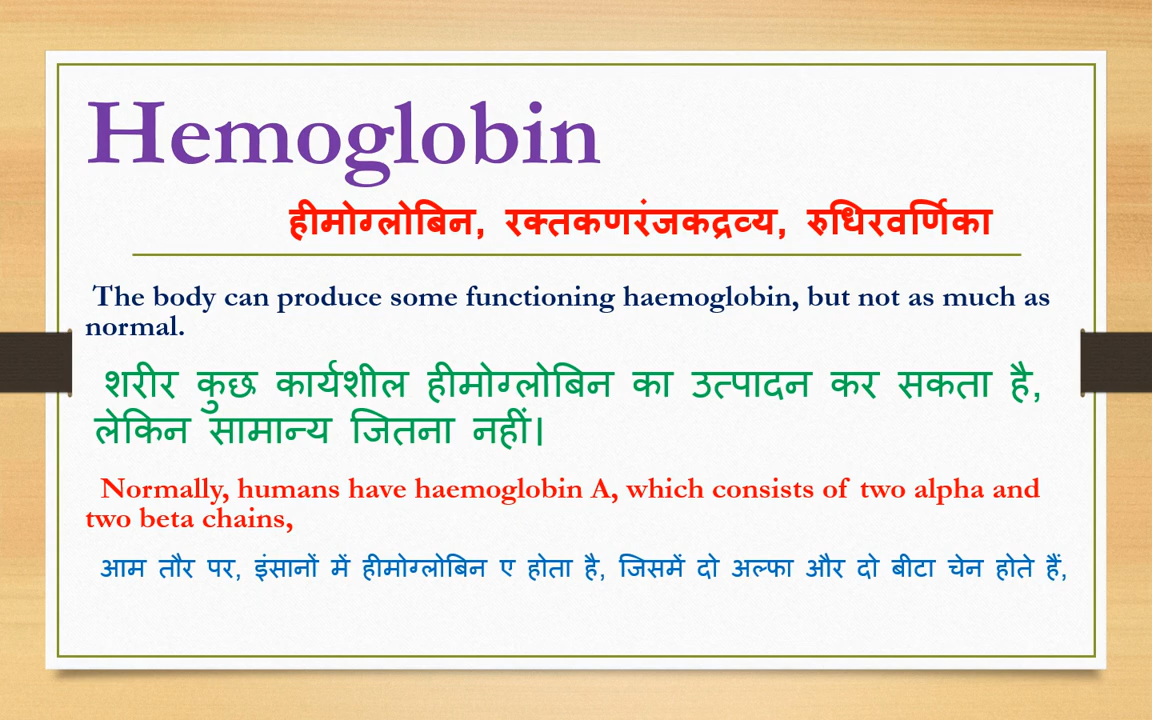 Hemoglobin
हीमोग्लोबिन, रक्तकणरंजकद्रव्य, रुधिरवर्णिका
The body can produce some functioning haemoglobin, but not as much as
normal.
शरीर कुछ कार्यशील हीमोग्लोबिन का उत्पादन कर सकता है,
लेकिन सामान्य जितना नहीं।
Normally, humans have haemoglobin A, which consists of two alpha and
two beta chains,
आम तौर पर, इंसानों में हीमोग्लोबिन ए होता है, जिसमें दो अल्फा और दो बीटा चेन होते हैं,